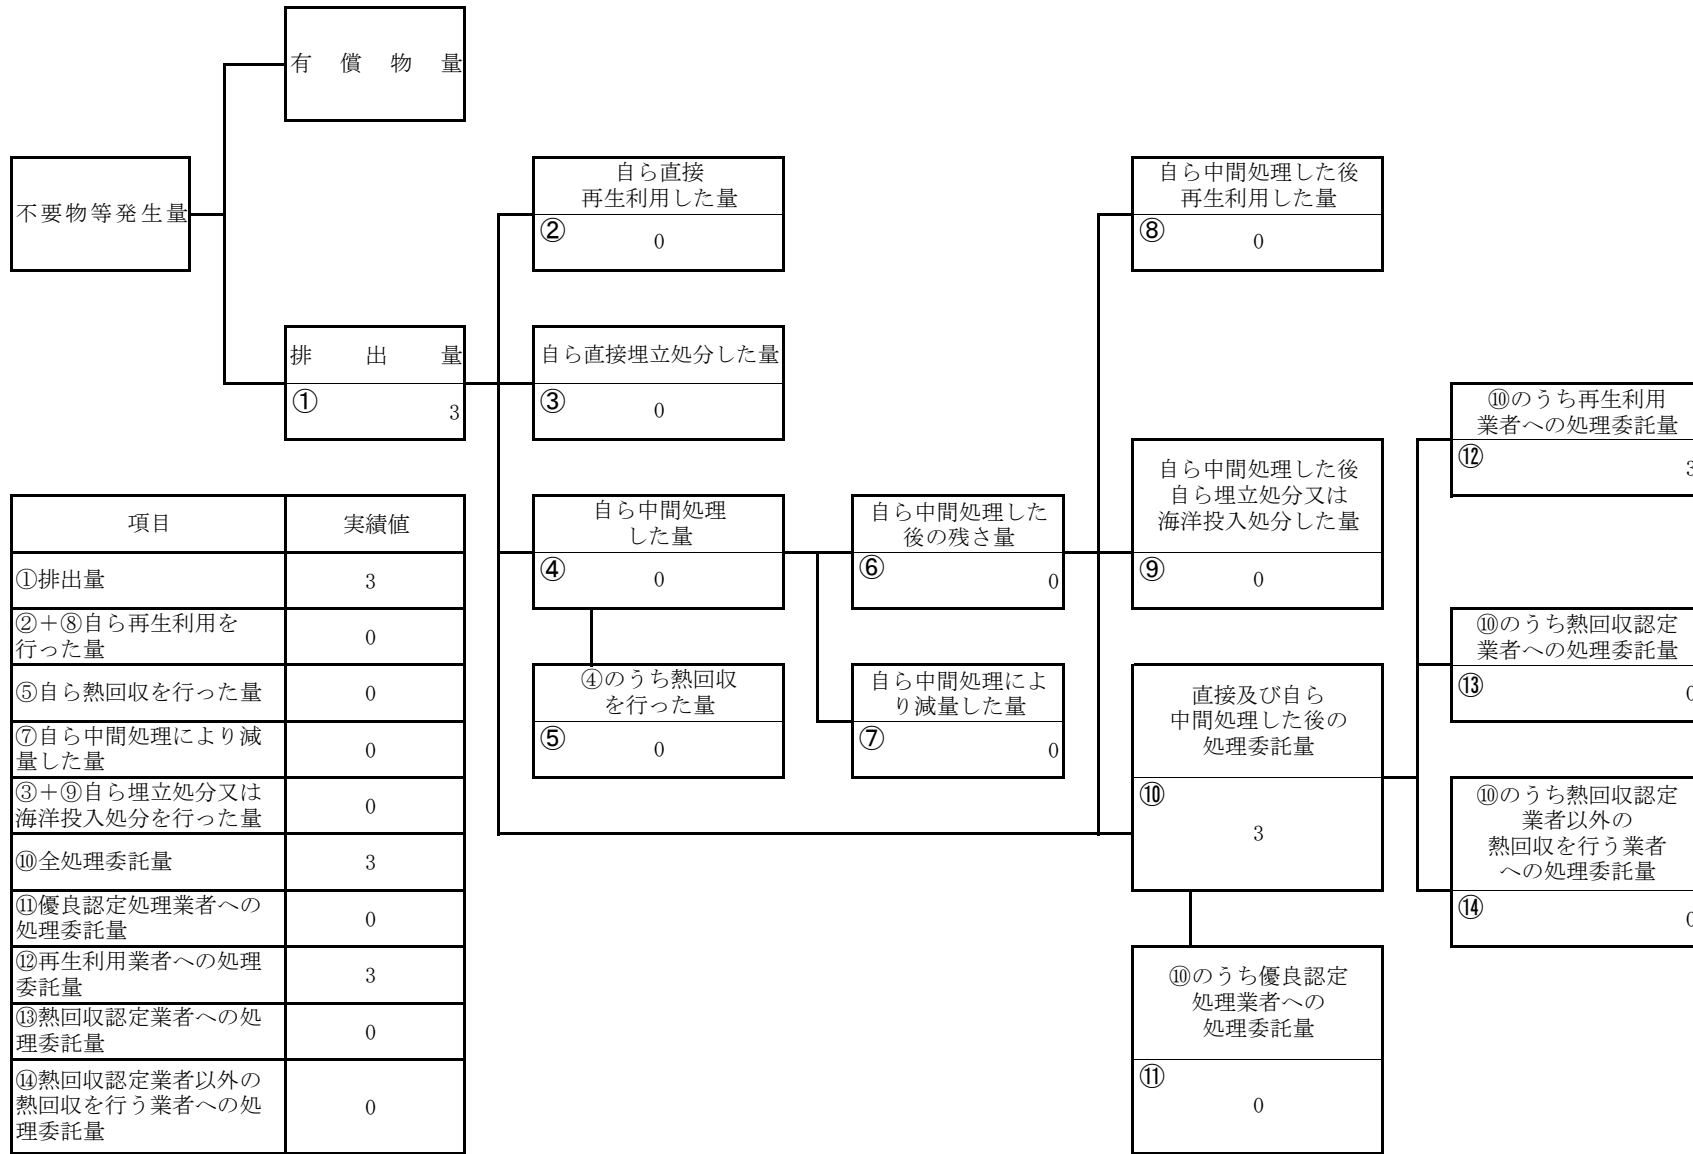 有償物量
不要物等発生量
排出量
①
3
自ら直接
再生利用した量
②
0
自ら直接埋立処分した量
③
0
自ら中間処理
した量
④
0
④のうち熱回収
を行った量
⑤
0
自ら中間処理した
後の残さ量
⑥
0
自ら中間処理によ
り減量した量
⑦
0
自ら中間処理した後
再生利用した量
⑧
0
自ら中間処理した後
自ら埋立処分又は
海洋投入処分した量
⑨
0
直接及び自ら
中間処理した後の
処理委託量
⑩
3
⑩のうち優良認定
処理業者への
処理委託量
⑪
0
⑩のうち再生利用
業者への処理委託量
⑫
3
⑩のうち熱回収認定
業者への処理委託量
⑬
0
⑩のうち熱回収認定
業者以外の
熱回収を行う業者
への処理委託量
⑭
0
項目 実績値
①排出量 3
②+⑧自ら再生利用を
行った量 0
⑤自ら熱回収を行った量 0
⑦自ら中間処理により減
量した量 0
③+⑨自ら埋立処分又は
海洋投入処分を行った量 0
⑩全処理委託量 3
⑪優良認定処理業者への
処理委託量 0
⑫再生利用業者への処理
委託量 3
⑬熱回収認定業者への処
理委託量 0
⑭熱回収認定業者以外の
熱回収を行う業者への処
理委託量 0